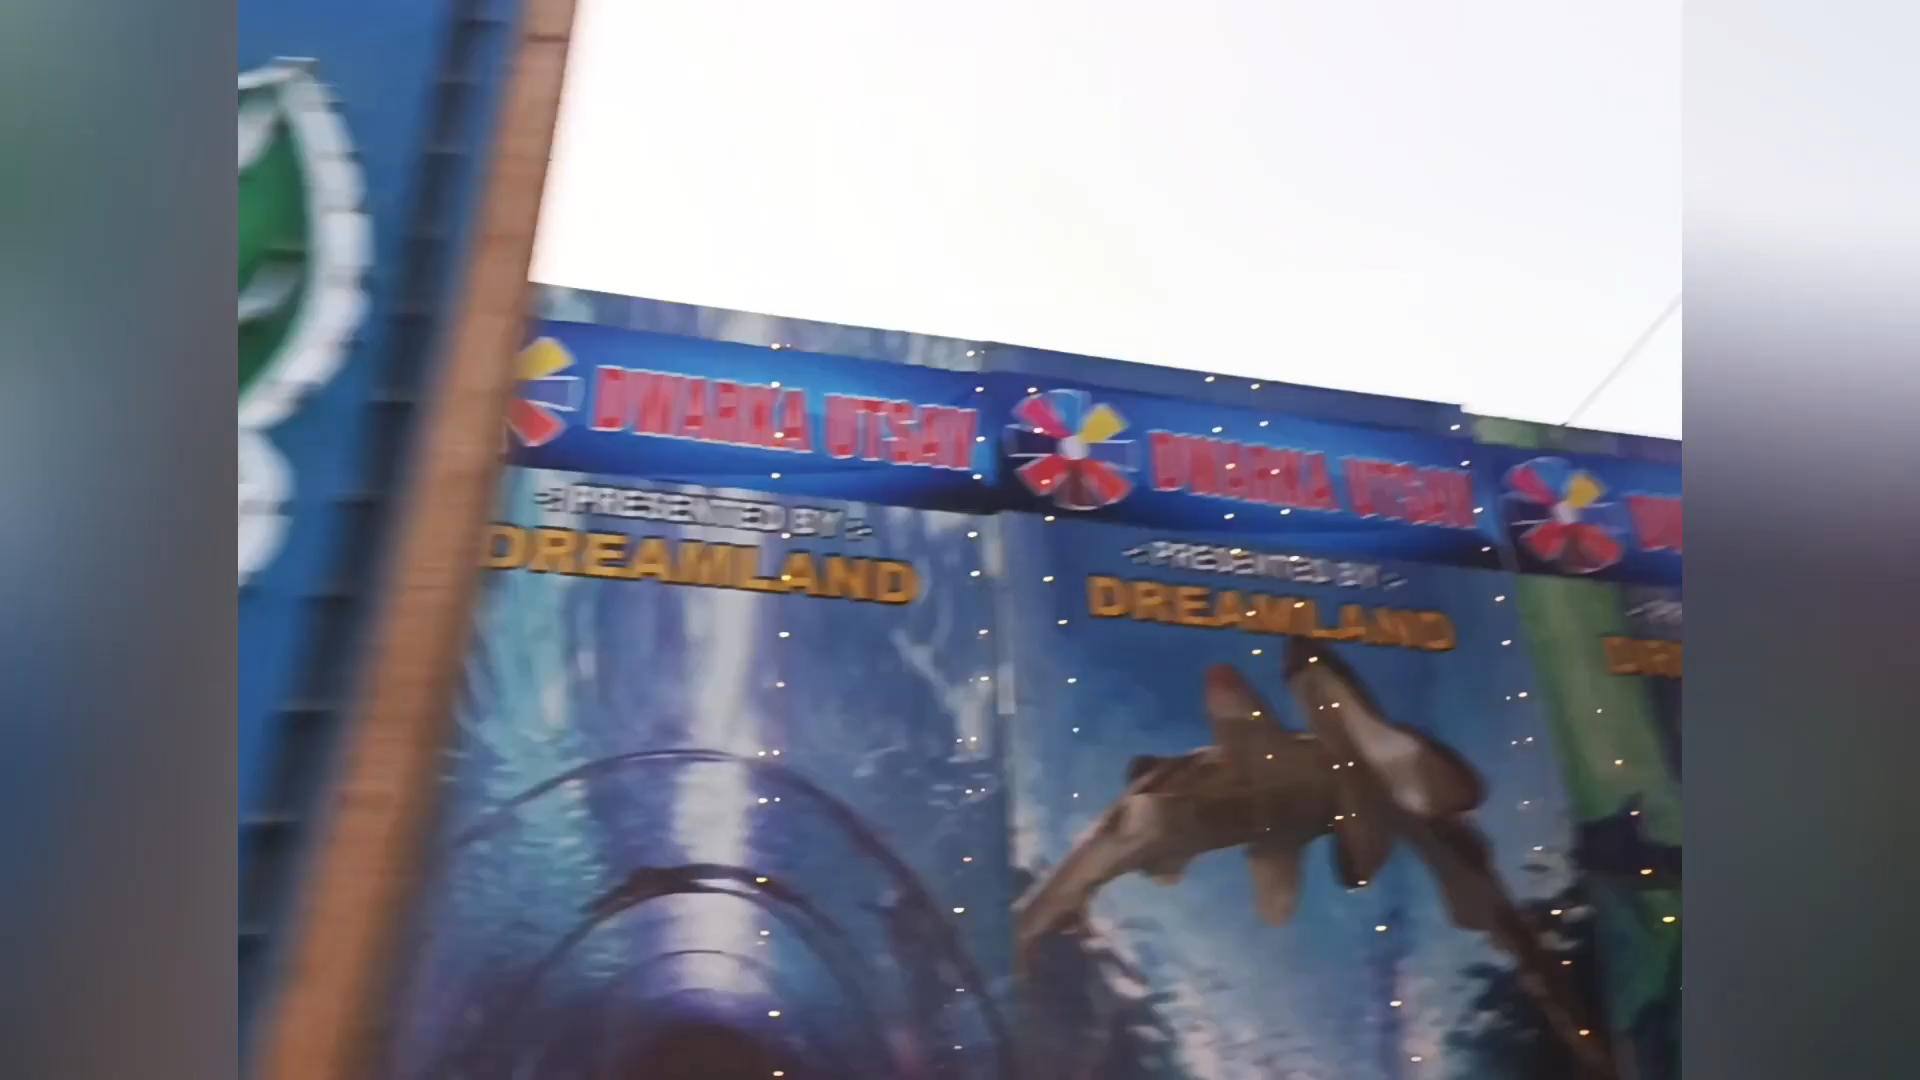 DWARKA UTSAV
PRESENTED BY
DREAMLAND
DWARKA UTSAV
PRESENTED BY
DREAMLAND